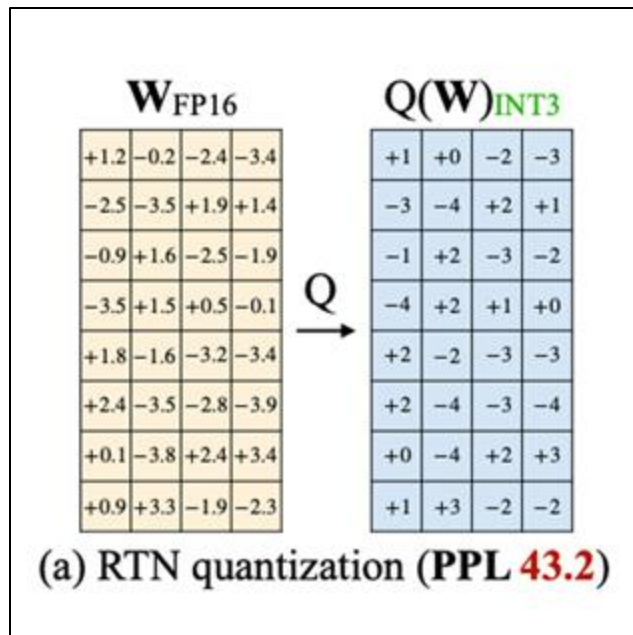 W_FP16 Q(W)_INT3
+1.2 −0.2 −2.4 −3.4 +1 +0 −2 −3
−2.5 −3.5 +1.9 +1.4 −3 −4 +2 +1
−0.9 +1.6 −2.5 −1.9 −1 +2 −3 −2
−3.5 +1.5 +0.5 −0.1 −4 +2 +1 +0
Q
+1.8 −1.6 −3.2 −3.4 +2 −2 −3 −3
+2.4 −3.5 −2.8 −3.9 +2 −4 −3 −4
+0.1 −3.8 +2.4 +3.4 +0 −4 +2 +3
+0.9 +3.3 −1.9 −2.3 +1 +3 −2 −2
(a) RTN quantization (PPL 43.2)